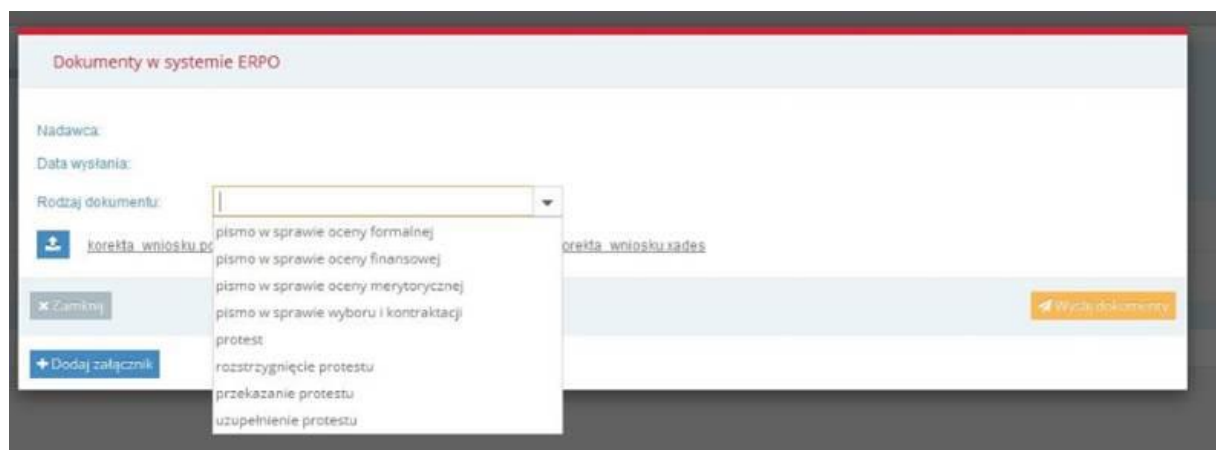 Dokumenty w systemie ERPO
Nadawca:
Data wysłania:
Rodzaj dokumentu:
pismo w sprawie oceny formalnej
korekta_wniosku.pd orekta_wniosku.xades
pismo w sprawie oceny finansowej
pismo w sprawie oceny merytorycznej
pismo w sprawie wyboru i kontraktacji
Zamknij
Wyślij dokumenty
protest
Dodaj załącznik
rozstrzygnięcie protestu
przekazanie protestu
uzupełnienie protestu